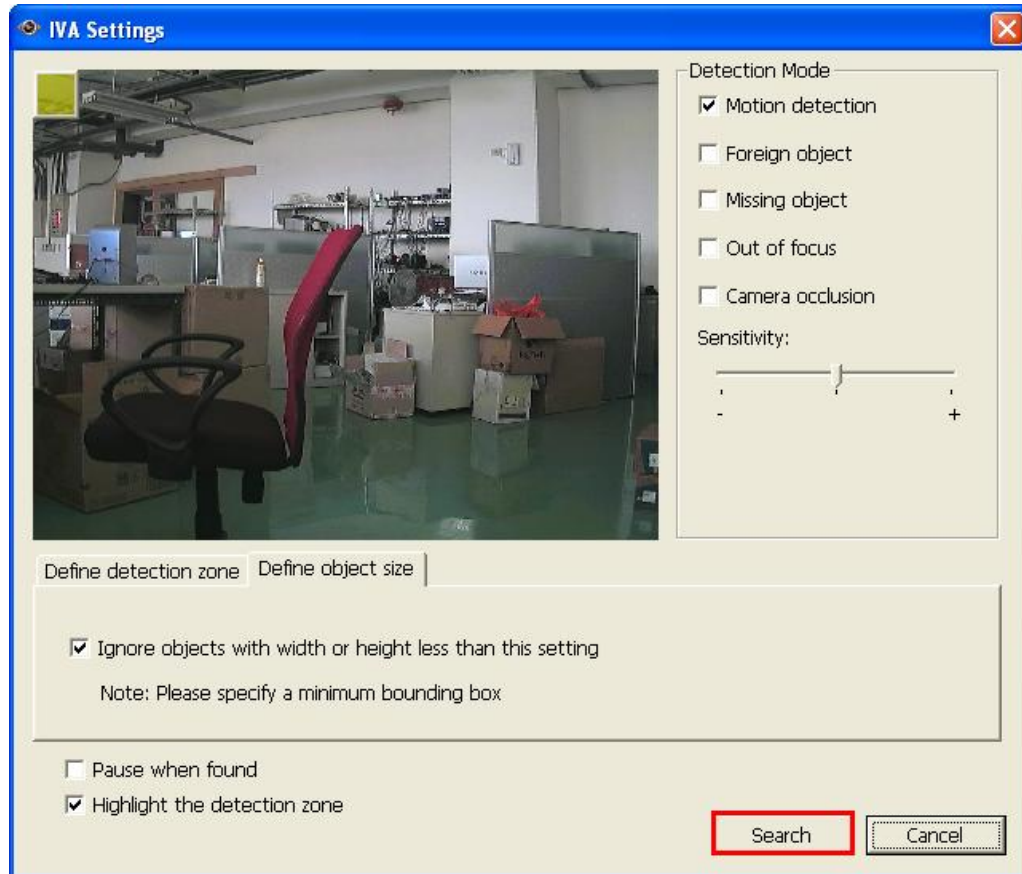 IVA Settings
Detection Mode
Motion detection
Foreign object
Missing object
Out of focus
Camera occlusion
Sensitivity:
- +
Define detection zone Define object size
Ignore objects with width or height less than this setting
Note: Please specify a minimum bounding box
Pause when found
Highlight the detection zone
Search Cancel